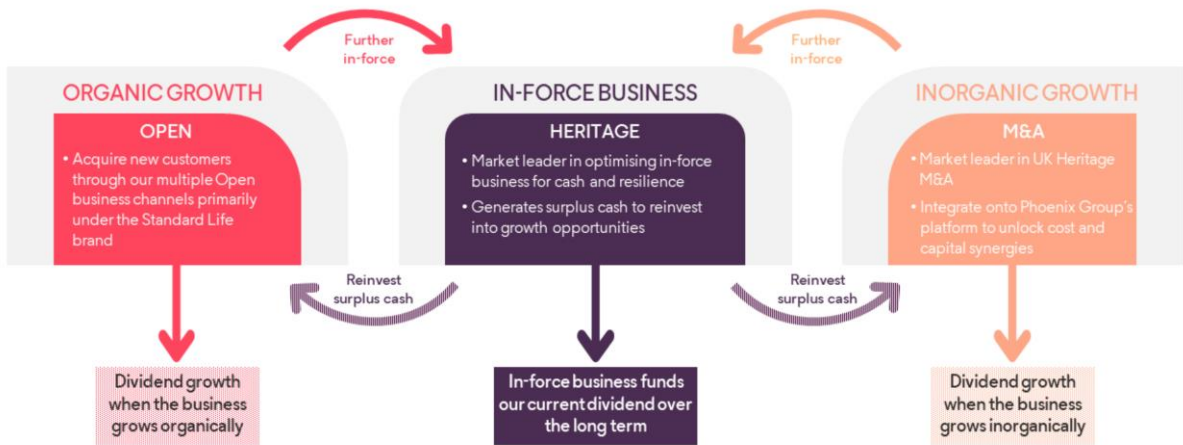 Further
in-force
Further
in-force
ORGANIC GROWTH
OPEN
• Acquire new customers
through our multiple Open
business channels primarily
under the Standard Life
brand
IN-FORCE BUSINESS
HERITAGE
• Market leader in optimising in-force
business for cash and resilience
• Generates surplus cash to reinvest
into growth opportunities
INORGANIC GROWTH
M&A
• Market leader in UK Heritage
M&A
• Integrate onto Phoenix Group's
platform to unlock cost and
capital synergies
Reinvest
surplus cash
Reinvest
surplus cash
Dividend growth
when the business
grows organically
In-force business funds
our current dividend over
the long term
Dividend growth
when the business
grows inorganically